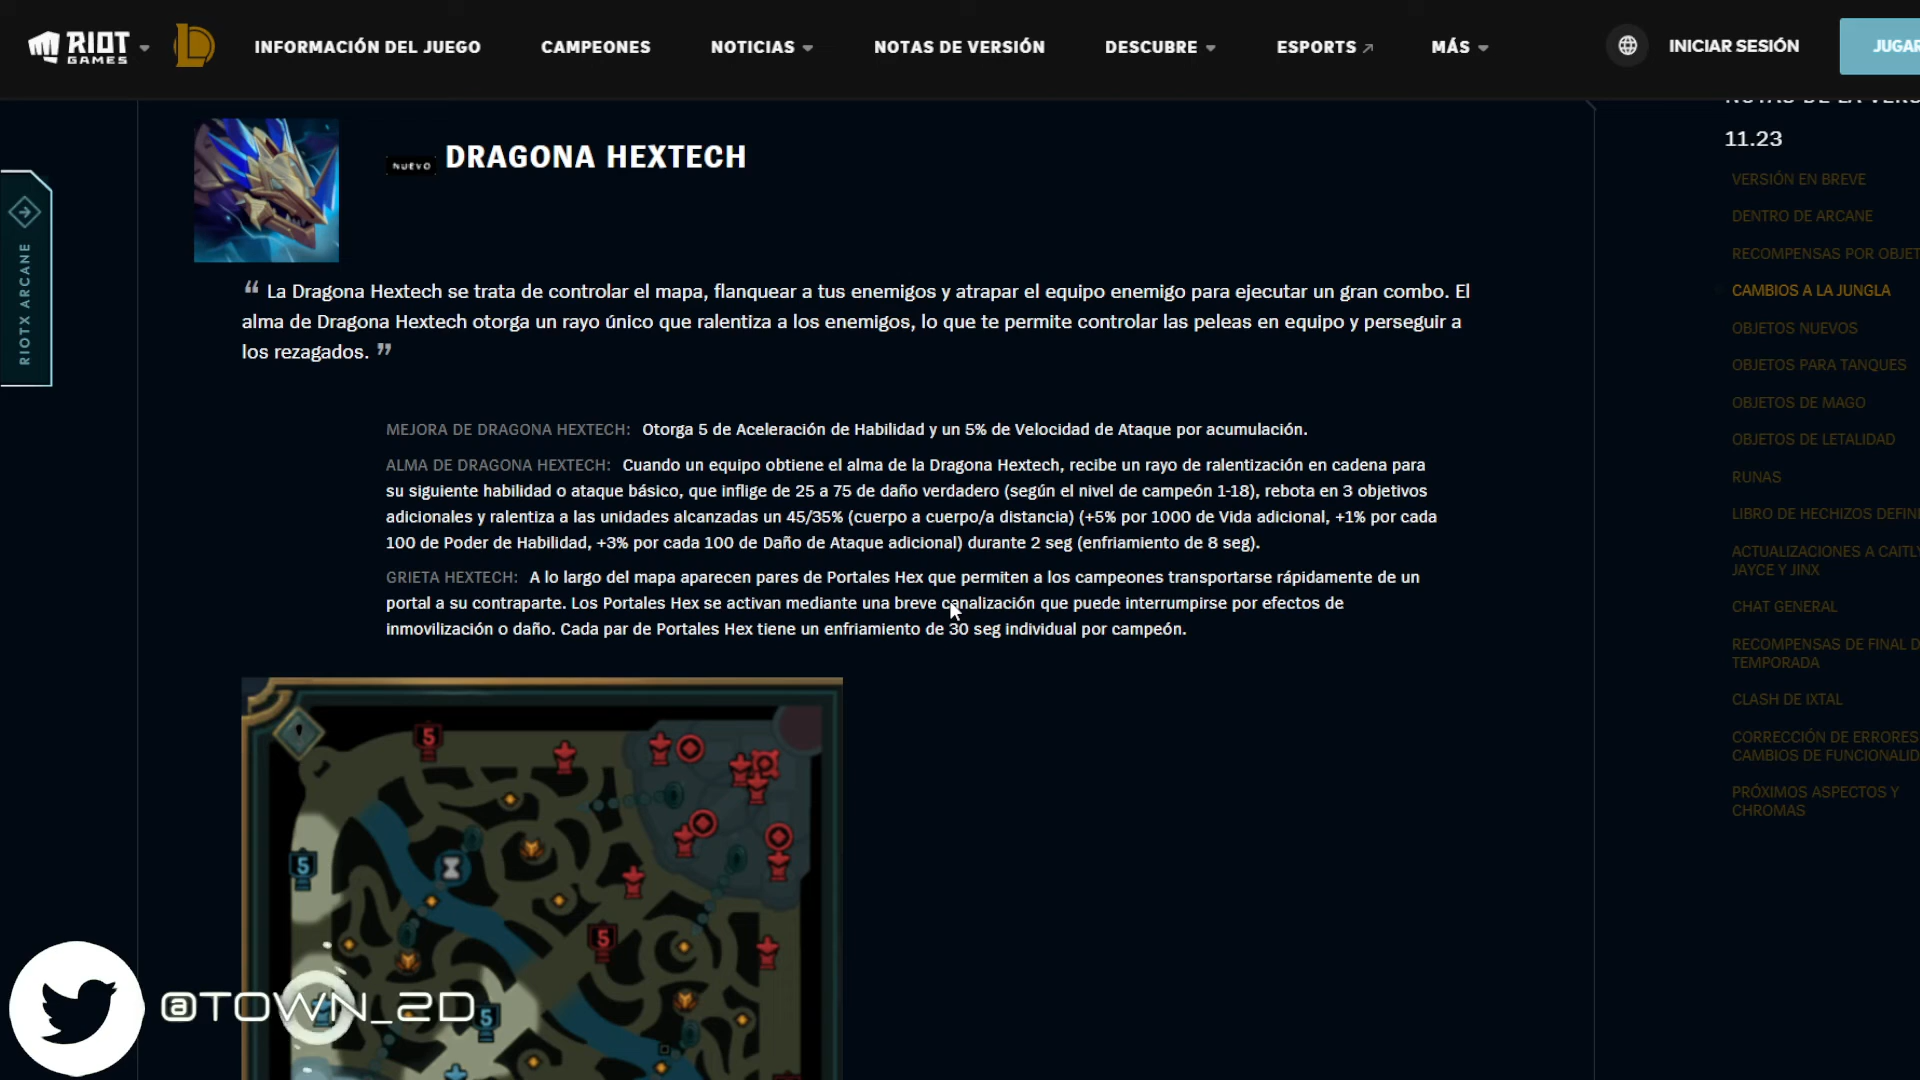 RIOT GAMES
INFORMACIÓN DEL JUEGO
CAMPEONES
NOTICIAS
NOTAS DE VERSIÓN
DESCUBRE
ESPORTS
MÁS
INICIAR SESIÓN
JUGAR
RIOTX ARCANE
NUEVO
DRAGONA HEXTECH
“ La Dragona Hextech se trata de controlar el mapa, flanquear a tus enemigos y atrapar el equipo enemigo para ejecutar un gran combo. El
alma de Dragona Hextech otorga un rayo único que ralentiza a los enemigos, lo que te permite controlar las peleas en equipo y perseguir a
los rezagados. ”
MEJORA DE DRAGONA HEXTECH: Otorga 5 de Aceleración de Habilidad y un 5% de Velocidad de Ataque por acumulación.
ALMA DE DRAGONA HEXTECH: Cuando un equipo obtiene el alma de la Dragona Hextech, recibe un rayo de ralentización en cadena para
su siguiente habilidad o ataque básico, que inflige de 25 a 75 de daño verdadero (según el nivel de campeón 1-18), rebota en 3 objetivos
adicionales y ralentiza a las unidades alcanzadas un 45/35% (cuerpo a cuerpo/a distancia) (+5% por 1000 de Vida adicional, +1% por cada
100 de Poder de Habilidad, +3% por cada 100 de Daño de Ataque adicional) durante 2 seg (enfriamiento de 8 seg).
GRIETA HEXTECH: A lo largo del mapa aparecen pares de Portales Hex que permiten a los campeones transportarse rápidamente de un
portal a su contraparte. Los Portales Hex se activan mediante una breve canalización que puede interrumpirse por efectos de
inmovilización o daño. Cada par de Portales Hex tiene un enfriamiento de 30 seg individual por campeón.
5
5
5
5
@TOWN_2D
NOTAS DE LA VERS
11.23
VERSIÓN EN BREVE
DENTRO DE ARCANE
RECOMPENSAS POR OBJET
CAMBIOS A LA JUNGLA
OBJETOS NUEVOS
OBJETOS PARA TANQUES
OBJETOS DE MAGO
OBJETOS DE LETALIDAD
RUNAS
LIBRO DE HECHIZOS DEFINI
ACTUALIZACIONES A CAITLY
JAYCE Y JINX
CHAT GENERAL
RECOMPENSAS DE FINAL D
TEMPORADA
CLASH DE IXTAL
CORRECCIÓN DE ERRORES
CAMBIOS DE FUNCIONALID
PRÓXIMOS ASPECTOS Y
CHROMAS